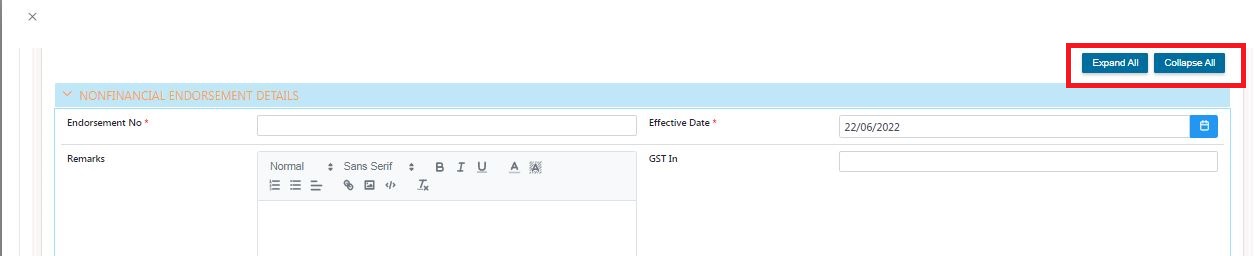 Expand All Collapse All
NONFINANCIAL ENDORSEMENT DETAILS
Endorsement No * Effective Date * 22/06/2022
Remarks Normal Sans Serif B I U A A GST In